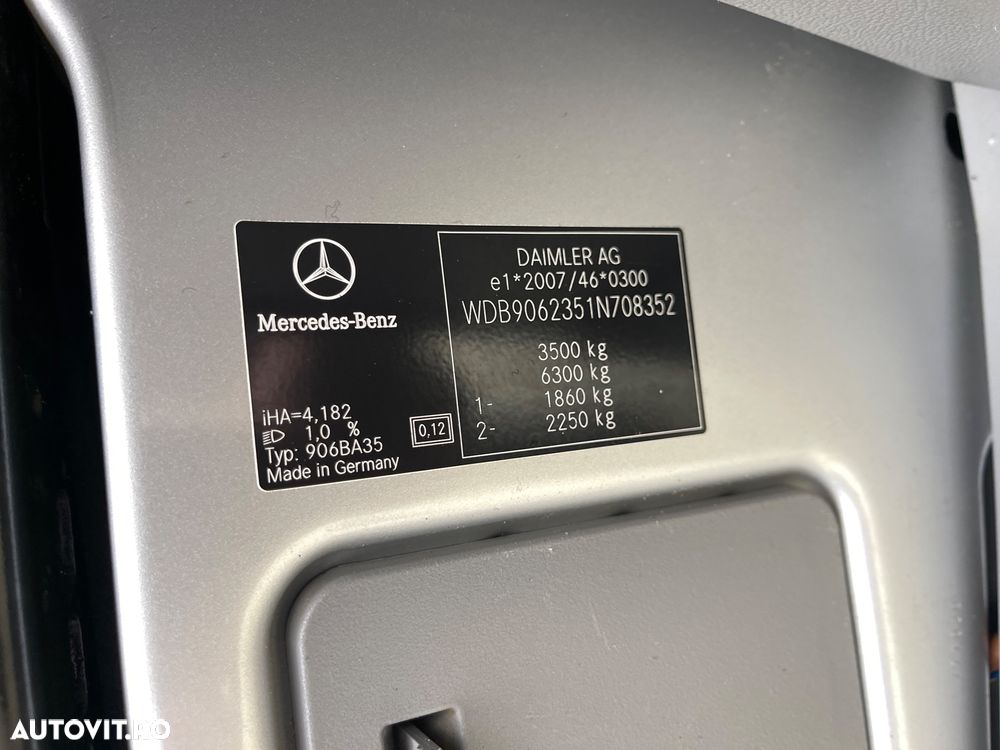 Mercedes-Benz
iHA=4,182
1,0 %
Typ: 906BA35
Made in Germany
0,12
DAIMLER AG
e1*2007/46*0300
WDB9062351N708352
3500 kg
6300 kg
1- 1860 kg
2- 2250 kg
AUTOVIT.RO